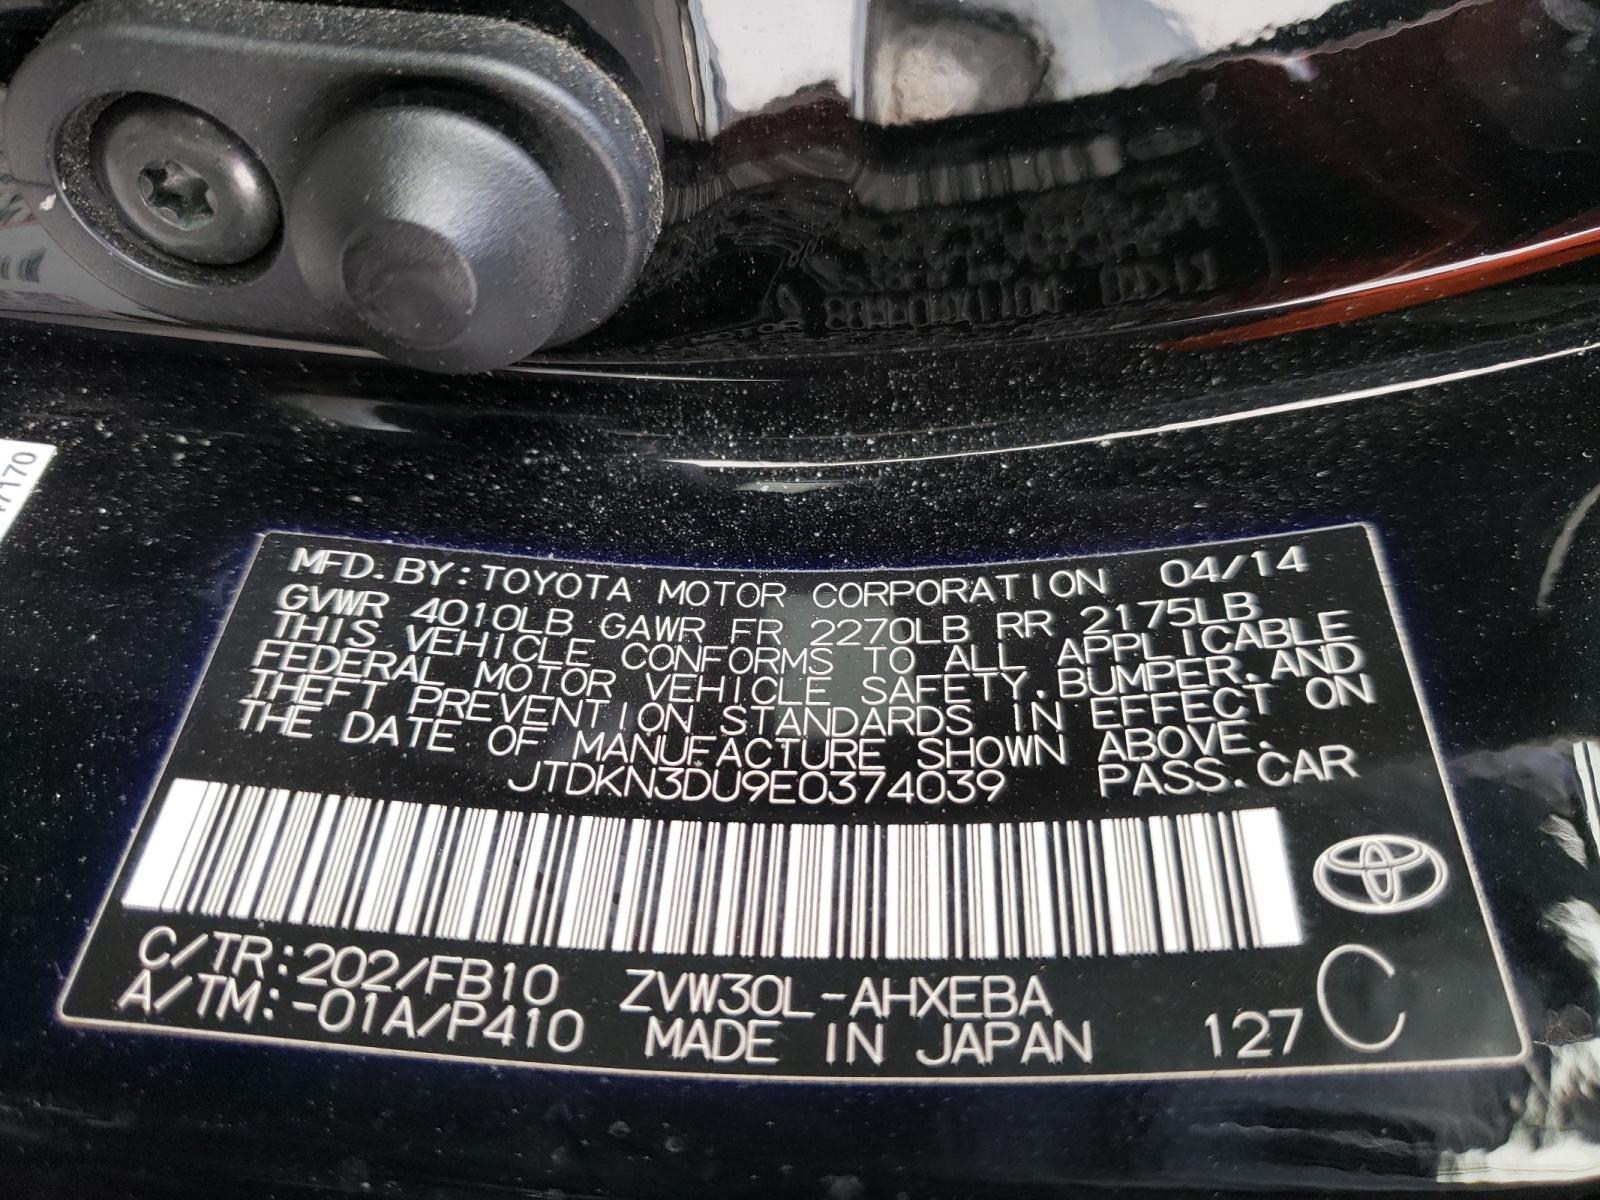 7170
MFD.BY:TOYOTA MOTOR CORPORATION 04/14
GVWR 4010LB GAWR FR 2270LB RR 2175LB
THIS VEHICLE CONFORMS TO ALL APPLICABLE
FEDERAL MOTOR VEHICLE SAFETY.BUMPER.AND
THEFT PREVENTION STANDARDS IN EFFECT ON
THE DATE OF MANUFACTURE SHOWN ABOVE.
JTDKN3DU9E0374039 PASS.CAR
C/TR:202/FB10 ZVW30L-AHXEBA
A/TM:-01A/P410 MADE IN JAPAN 127 C